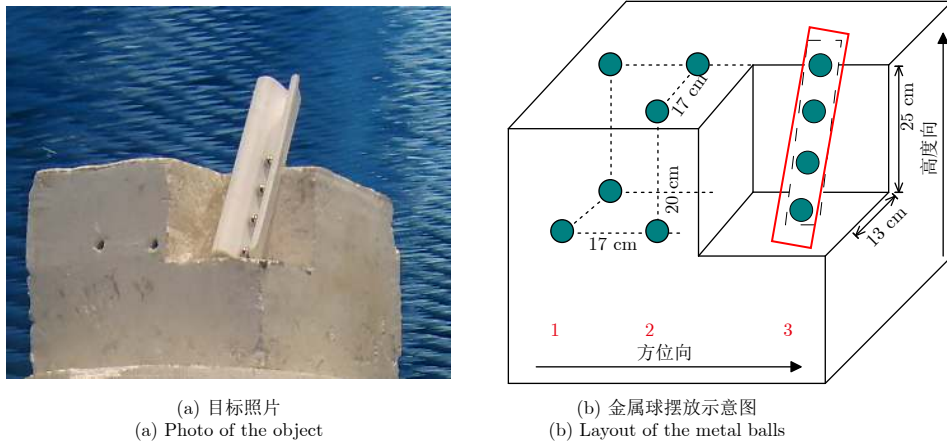 17 cm
25 cm
高度向
20 cm
13 cm
17 cm
1 2 3
方位向
(a) 目标照片
(a) Photo of the object
(b) 金属球摆放示意图
(b) Layout of the metal balls